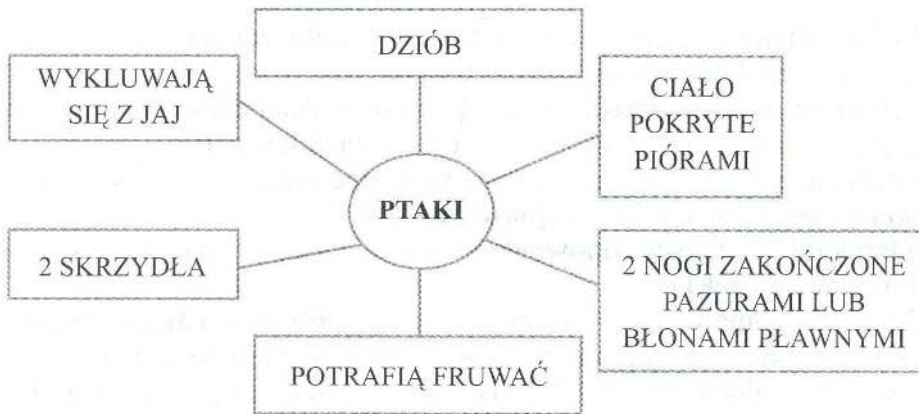 DZIÓB
WYKLUWAJĄ
SIĘ Z JAJ
CIAŁO
POKRYTE
PIÓRAMI
PTAKI
2 SKRZYDŁA
2 NOGI ZAKOŃCZONE
PAZURAMI LUB
BŁONAMI PŁAWNYMI
POTRAFIĄ FRUWAĆ